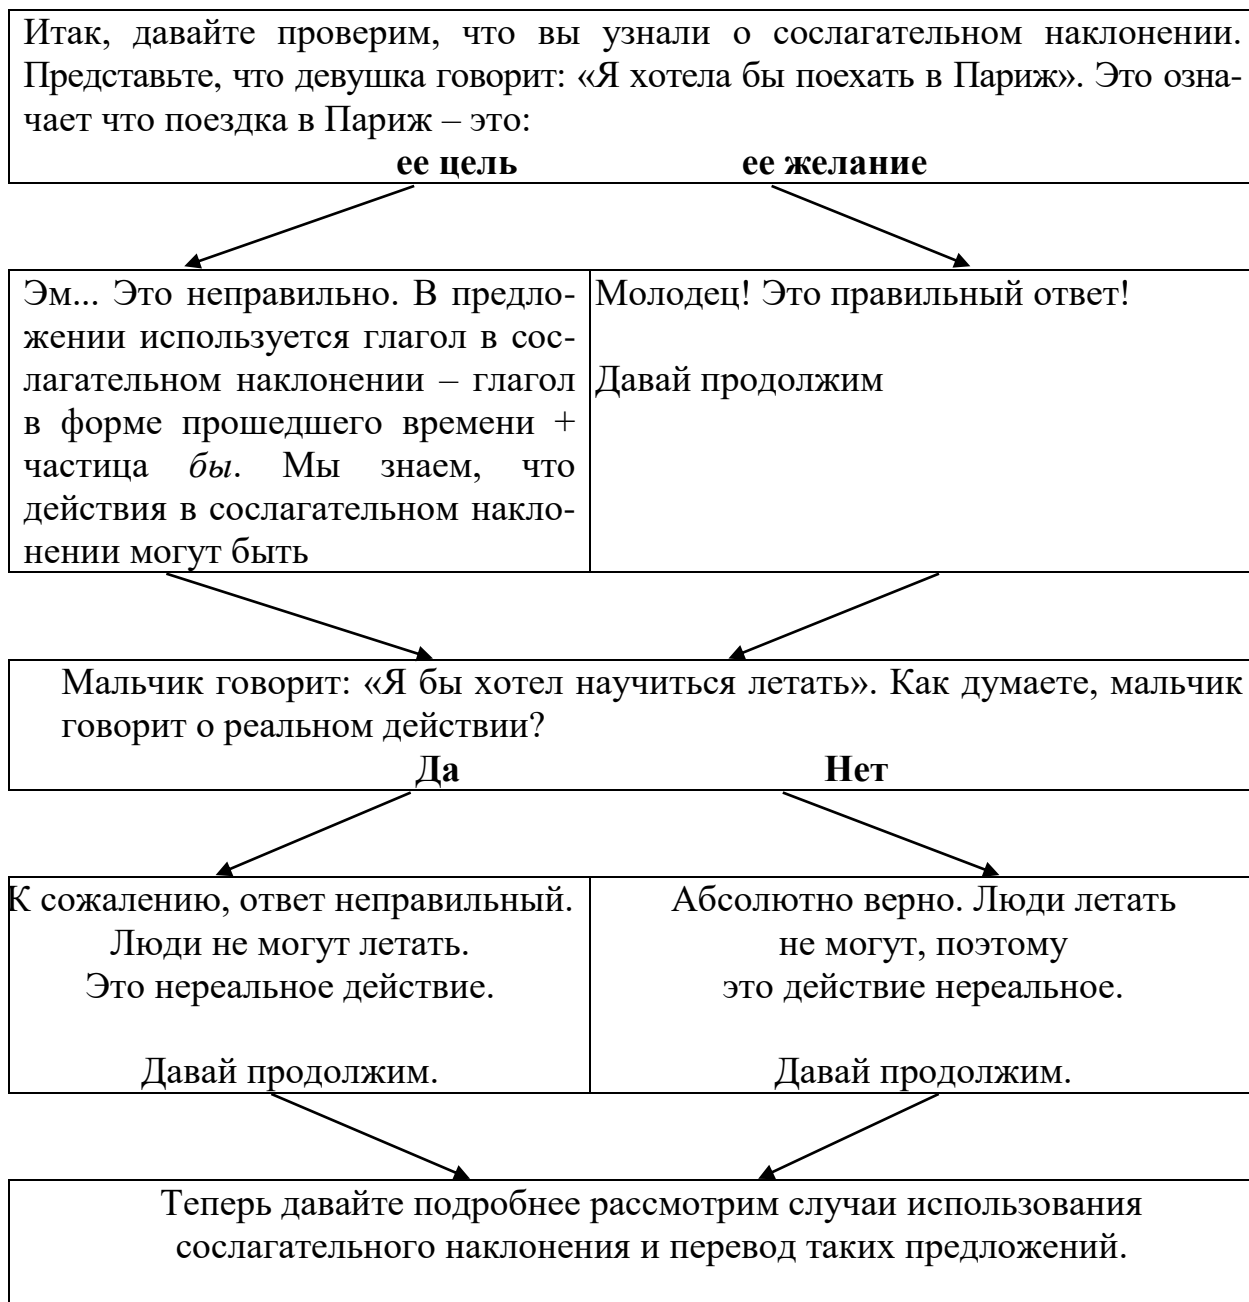 Итак, давайте проверим, что вы узнали о сослагательном наклонении.
Представьте, что девушка говорит: «Я хотела бы поехать в Париж». Это озна-
чает что поездка в Париж – это:
ее цель ее желание
Эм... Это неправильно. В предло-
жении используется глагол в сос-
лагательном наклонении – глагол
в форме прошедшего времени +
частица бы. Мы знаем, что
действия в сослагательном накло-
нении могут быть
Молодец! Это правильный ответ!
Давай продолжим
Мальчик говорит: «Я бы хотел научиться летать». Как думаете, мальчик
говорит о реальном действии?
Да Нет
К сожалению, ответ неправильный.
Люди не могут летать.
Это нереальное действие.
Давай продолжим.
Абсолютно верно. Люди летать
не могут, поэтому
это действие нереальное.
Давай продолжим.
Теперь давайте подробнее рассмотрим случаи использования
сослагательного наклонения и перевод таких предложений.